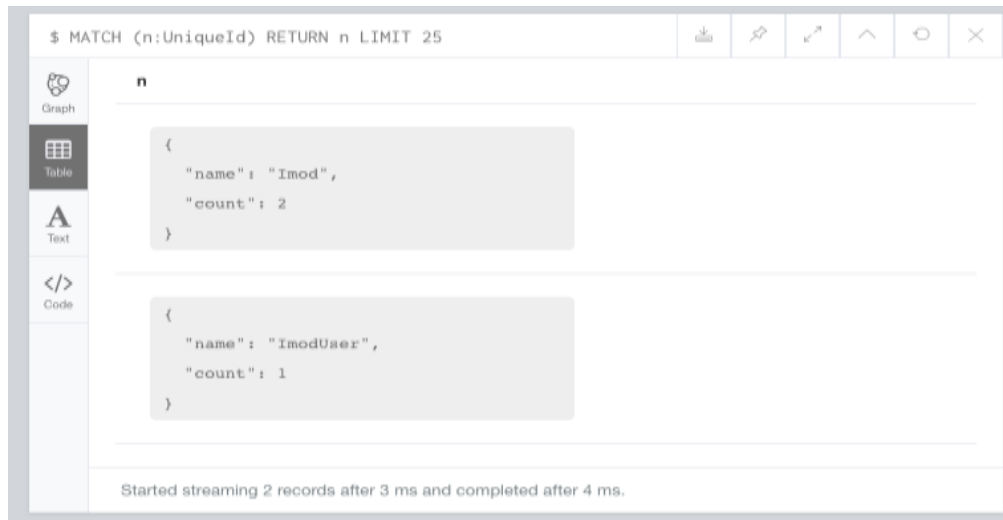 $ MATCH (n:UniqueId) RETURN n LIMIT 25
Graph
Table
Text
Code
n
{
"name": "Imod",
"count": 2
}
{
"name": "ImodUser",
"count": 1
}
Started streaming 2 records after 3 ms and completed after 4 ms.